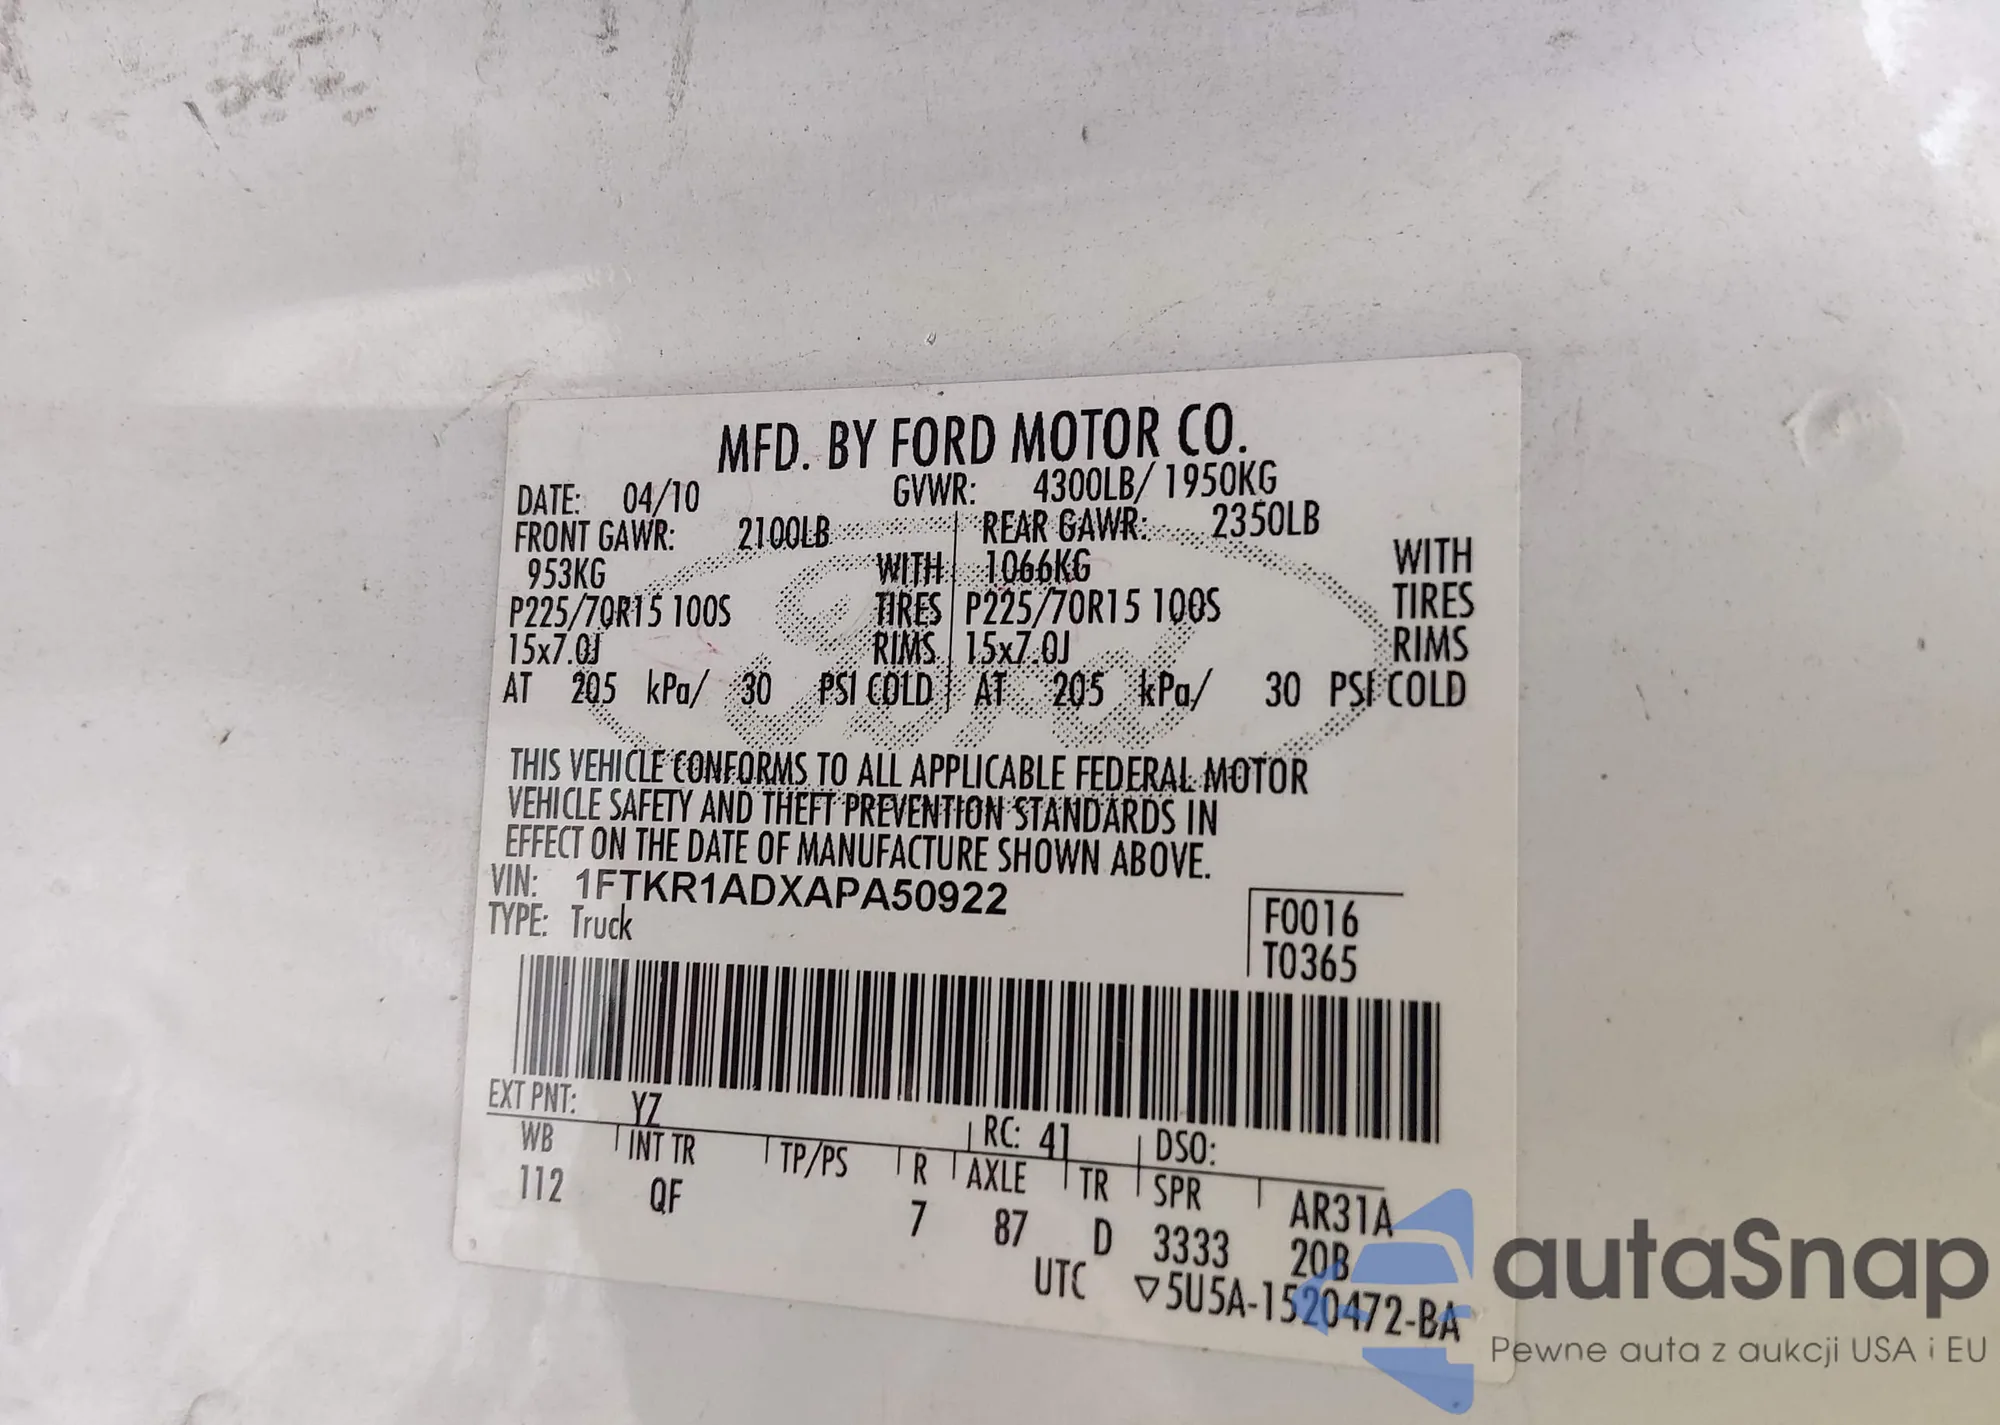 MFD. BY FORD MOTOR CO.
DATE: 04/10 GVWR: 4300LB/ 1950KG
FRONT GAWR: 2100LB REAR GAWR: 2350LB
953KG WITH 1066KG WITH
P225/70R15 100S TIRES P225/70R15 100S TIRES
15x7.0J RIMS 15x7.0J RIMS
AT 205 kPa/ 30 PSI COLD AT 205 kPa/ 30 PSI COLD
THIS VEHICLE CONFORMS TO ALL APPLICABLE FEDERAL MOTOR
VEHICLE SAFETY AND THEFT PREVENTION STANDARDS IN
EFFECT ON THE DATE OF MANUFACTURE SHOWN ABOVE.
VIN: 1FTKR1ADXAPA50922
TYPE: Truck
F0016
T0365
EXT PNT: YZ RC: 41 DSO:
WB INT TR TP/PS R AXLE TR SPR AR31A
112 QF 7 87 D 3333 20B
UTC ▽5U5A-1520472-BA
autaSnap
Pewne auta z aukcji USA i EU